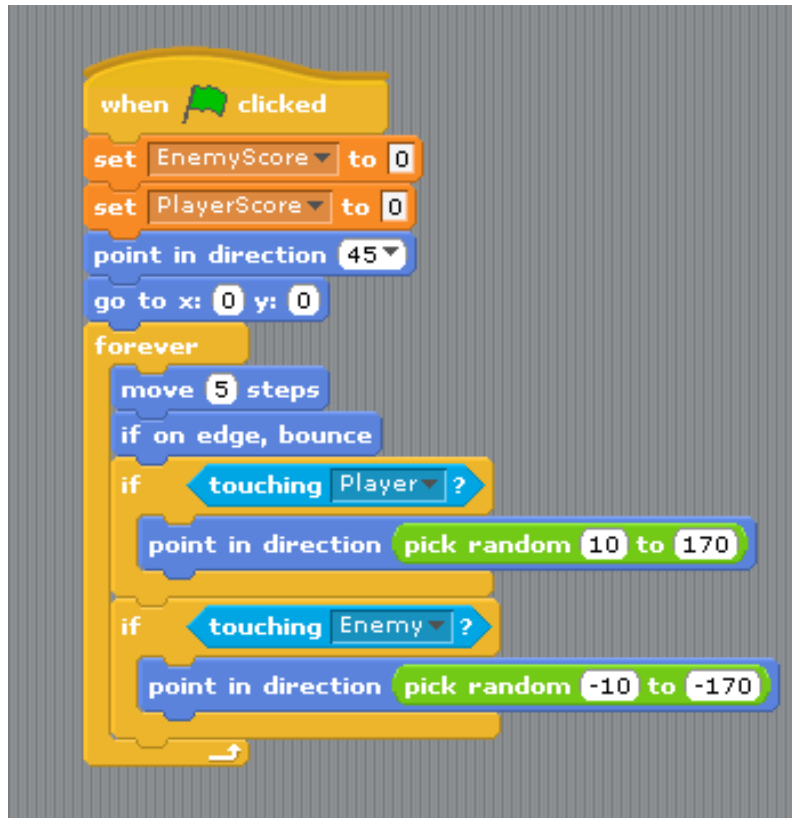 when clicked
set EnemyScore to 0
set PlayerScore to 0
point in direction 45
go to x: 0 y: 0
forever
move 5 steps
if on edge, bounce
if touching Player ?
point in direction pick random 10 to 170
if touching Enemy ?
point in direction pick random -10 to -170